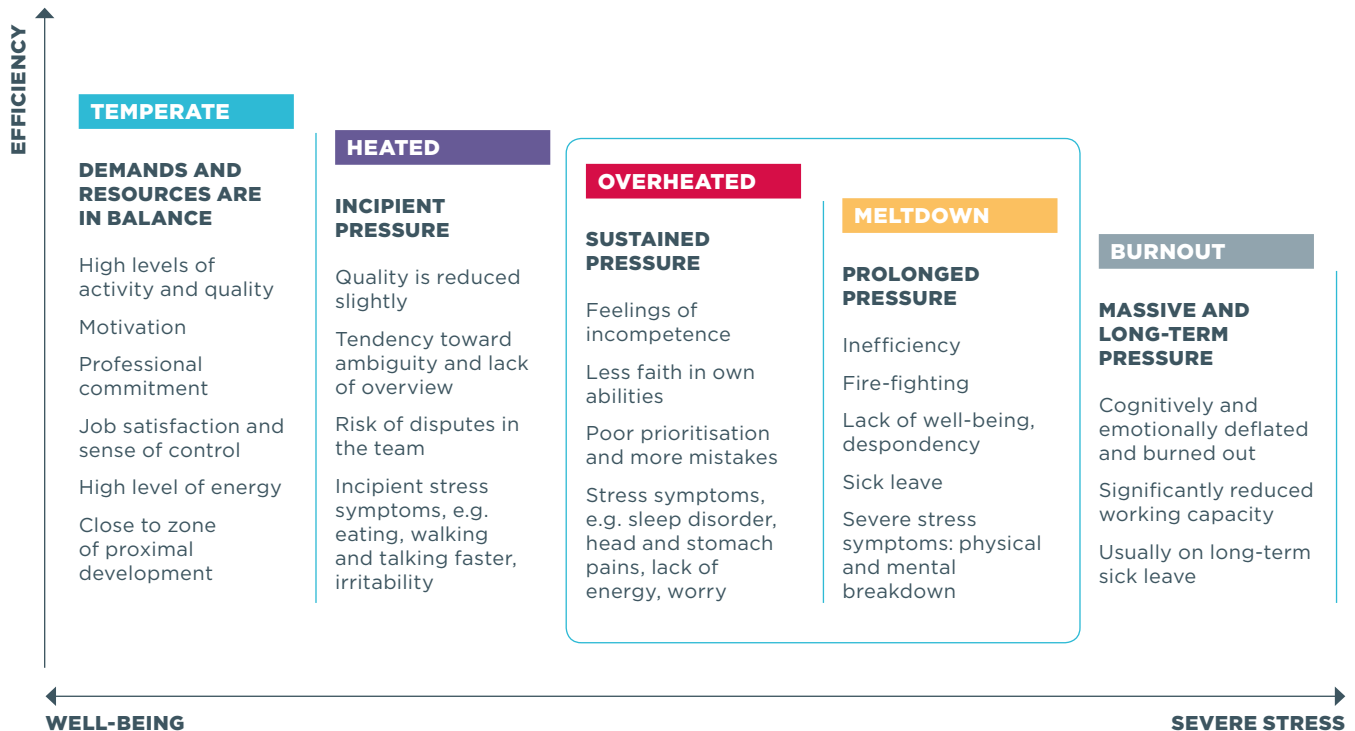 EFFICIENCY
TEMPERATE
DEMANDS AND
RESOURCES ARE
IN BALANCE
High levels of
activity and quality
Motivation
Professional
commitment
Job satisfaction and
sense of control
High level of energy
Close to zone
of proximal
development
HEATED
INCIPIENT
PRESSURE
Quality is reduced
slightly
Tendency toward
ambiguity and lack
of overview
Risk of disputes in
the team
Incipient stress
symptoms, e.g.
eating, walking
and talking faster,
irritability
OVERHEATED
SUSTAINED
PRESSURE
Feelings of
incompetence
Less faith in own
abilities
Poor prioritisation
and more mistakes
Stress symptoms,
e.g. sleep disorder,
head and stomach
pains, lack of
energy, worry
MELTDOWN
PROLONGED
PRESSURE
Inefficiency
Fire-fighting
Lack of well-being,
despondency
Sick leave
Severe stress
symptoms: physical
and mental
breakdown
BURNOUT
MASSIVE AND
LONG-TERM
PRESSURE
Cognitively and
emotionally deflated
and burned out
Significantly reduced
working capacity
Usually on long-term
sick leave
WELL-BEING
SEVERE STRESS